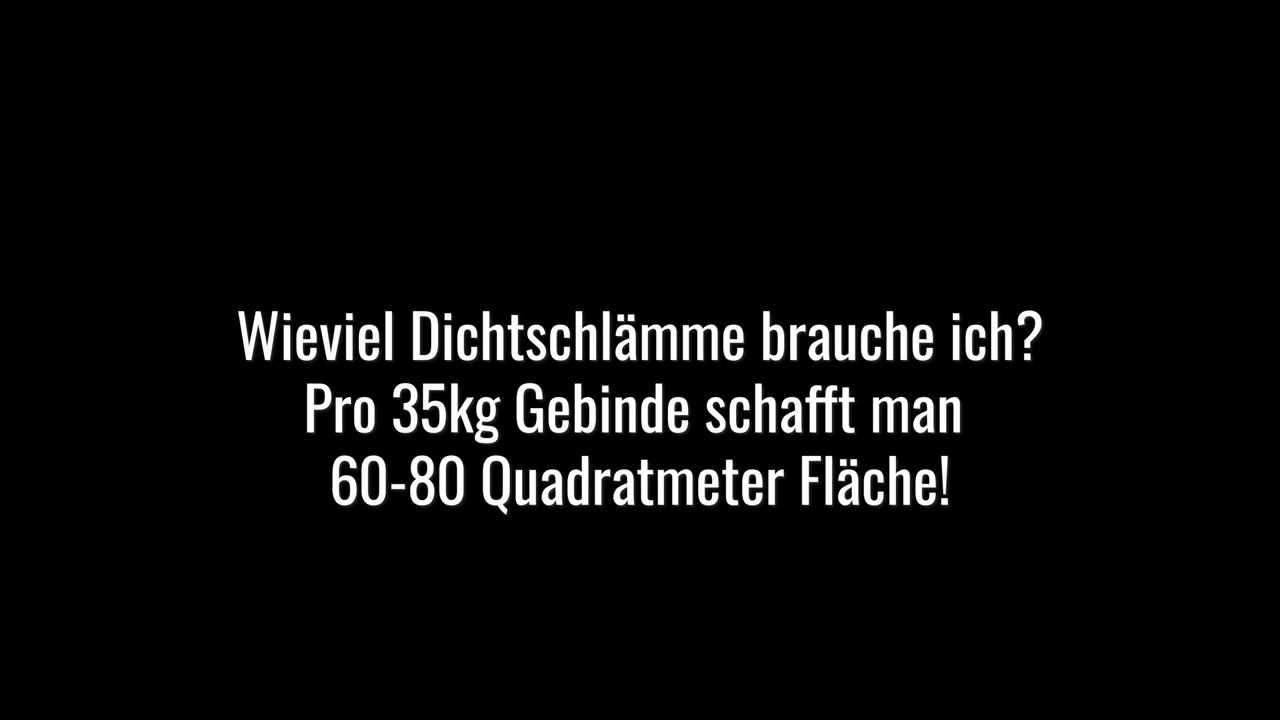 Wieviel Dichtschlämme brauche ich?
Pro 35kg Gebinde schafft man
60-80 Quadratmeter Fläche!